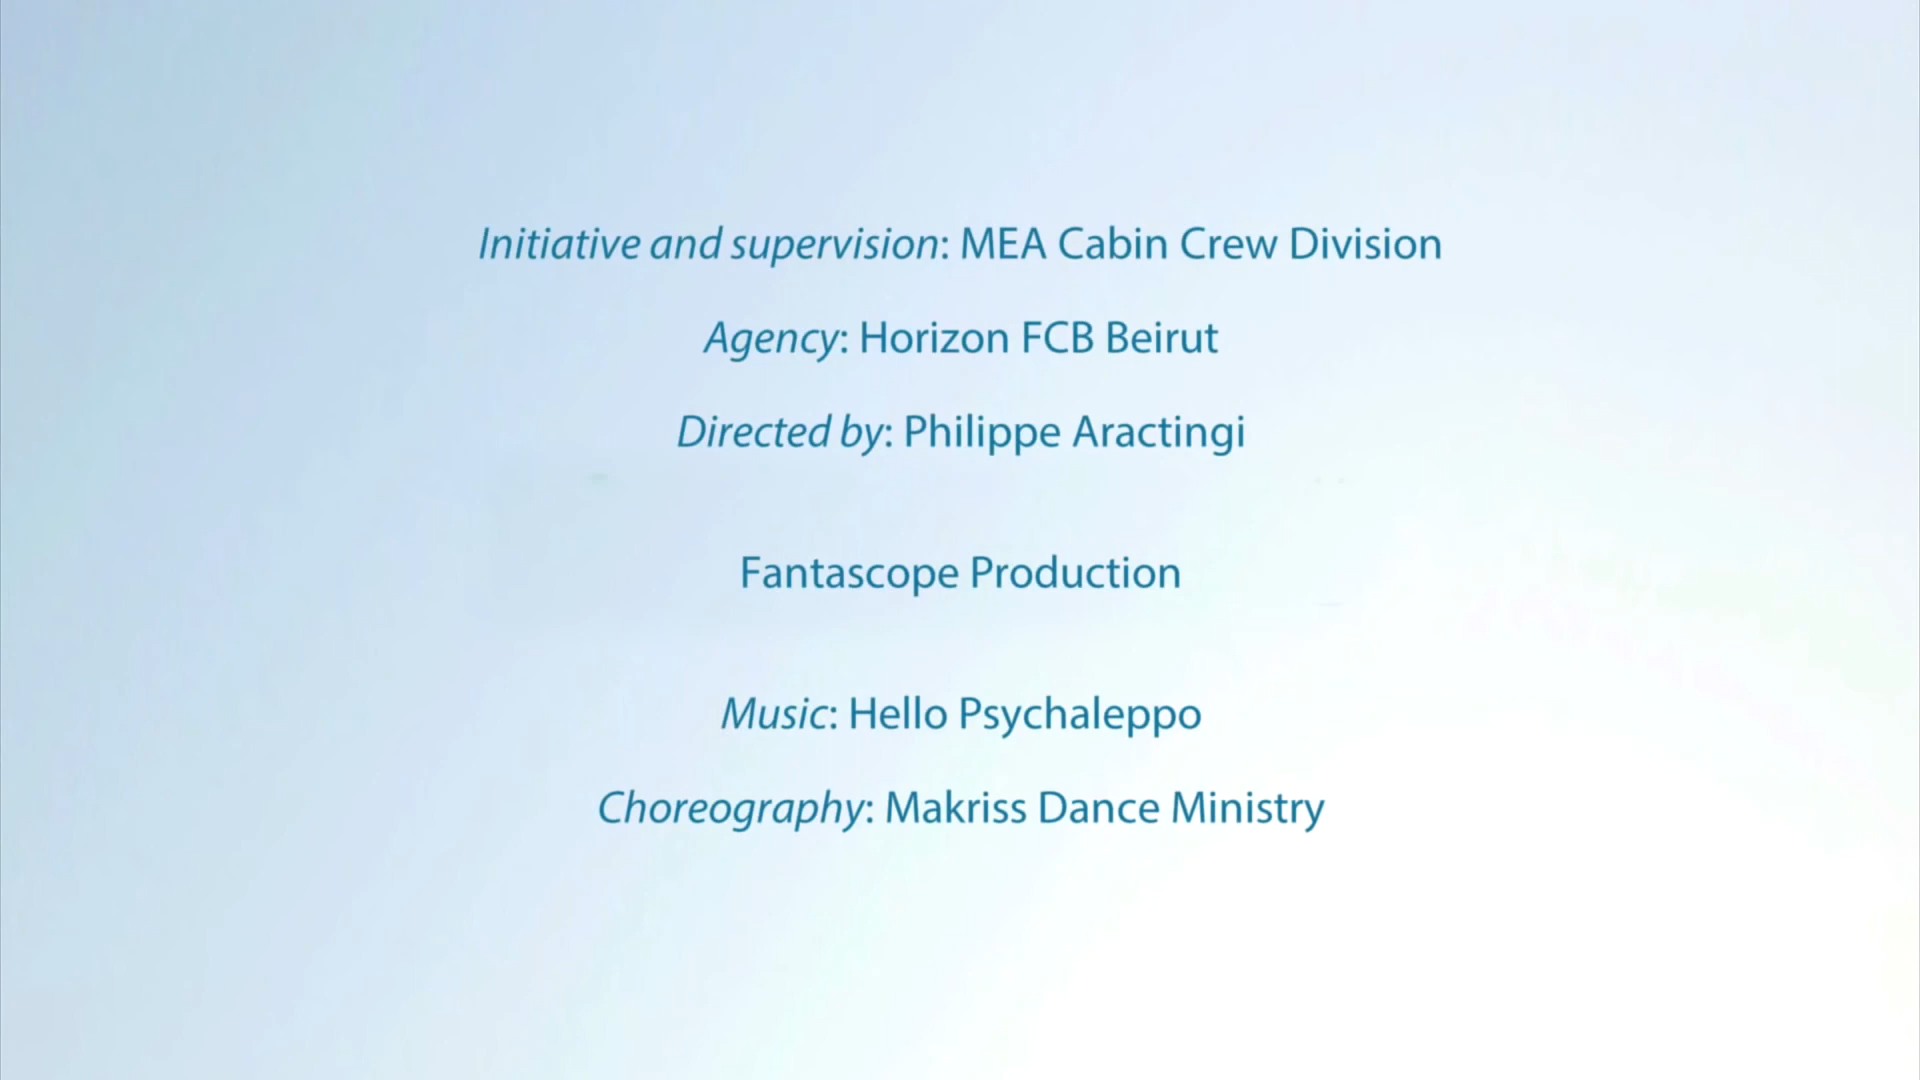 Initiative and supervision: MEA Cabin Crew Division
Agency: Horizon FCB Beirut
Directed by: Philippe Aractingi
Fantascope Production
Music: Hello Psychaleppo
Choreography: Makriss Dance Ministry